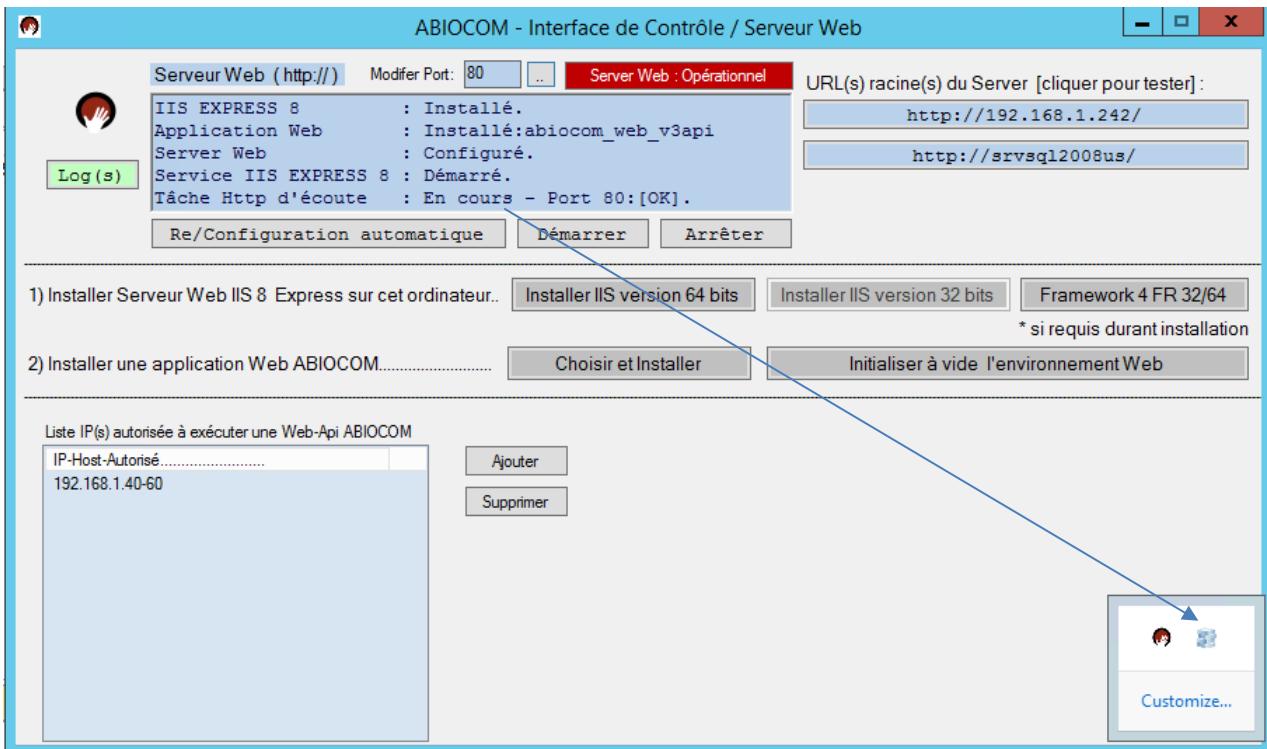 ABIOCOM - Interface de Contrôle / Serveur Web
Serveur Web ( http:// ) Modifer Port: 80 .. Server Web : Opérationnel
URL(s) racine(s) du Server [cliquer pour tester] :
IIS EXPRESS 8 : Installé.
Application Web : Installé:abiocom_web_v3api
Server Web : Configuré.
Service IIS EXPRESS 8 : Démarré.
Tâche Http d'écoute : En cours - Port 80:[OK].
http://192.168.1.242/
http://srvsql2008us/
Log(s)
Re/Configuration automatique Démarrer Arrêter
1) Installer Serveur Web IIS 8 Express sur cet ordinateur.. Installer IIS version 64 bits Installer IIS version 32 bits Framework 4 FR 32/64
* si requis durant installation
2) Installer une application Web ABIOCOM........................... Choisir et Installer Initialiser à vide l'environnement Web
Liste IP(s) autorisée à exécuter une Web-Api ABIOCOM
IP-Host-Autorisé..........................
192.168.1.40-60
Ajouter
Supprimer
Customize...